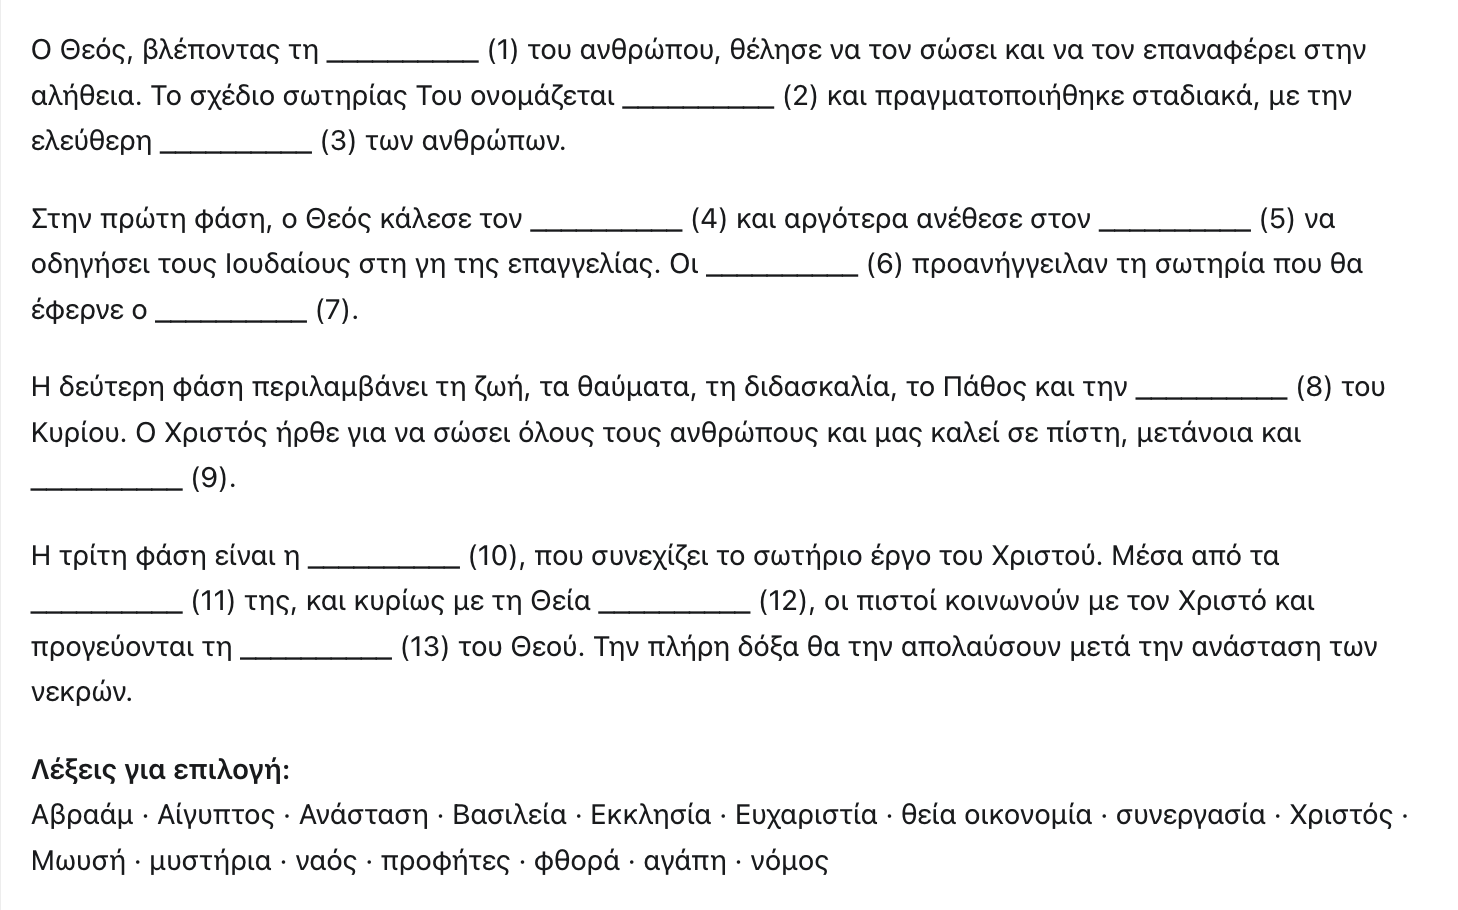 Ο Θεός, βλέποντας τη __________ (1) του ανθρώπου, θέλησε να τον σώσει και να τον επαναφέρει στην
αλήθεια. Το σχέδιο σωτηρίας Του ονομάζεται __________ (2) και πραγματοποιήθηκε σταδιακά, με την
ελεύθερη __________ (3) των ανθρώπων.
Στην πρώτη φάση, ο Θεός κάλεσε τον __________ (4) και αργότερα ανέθεσε στον __________ (5) να
οδηγήσει τους Ιουδαίους στη γη της επαγγελίας. Οι __________ (6) προανήγγειλαν τη σωτηρία που θα
έφερνε ο __________ (7).
Η δεύτερη φάση περιλαμβάνει τη ζωή, τα θαύματα, τη διδασκαλία, το Πάθος και την __________ (8) του
Κυρίου. Ο Χριστός ήρθε για να σώσει όλους τους ανθρώπους και μας καλεί σε πίστη, μετάνοια και
__________ (9).
Η τρίτη φάση είναι η __________ (10), που συνεχίζει το σωτήριο έργο του Χριστού. Μέσα από τα
__________ (11) της, και κυρίως με τη Θεία __________ (12), οι πιστοί κοινωνούν με τον Χριστό και
προγεύονται τη __________ (13) του Θεού. Την πλήρη δόξα θα την απολαύσουν μετά την ανάσταση των
νεκρών.
Λέξεις για επιλογή:
Αβραάμ · Αίγυπτος · Ανάσταση · Βασιλεία · Εκκλησία · Ευχαριστία · θεία οικονομία · συνεργασία · Χριστός ·
Μωυσή · μυστήρια · ναός · προφήτες · φθορά · αγάπη · νόμος